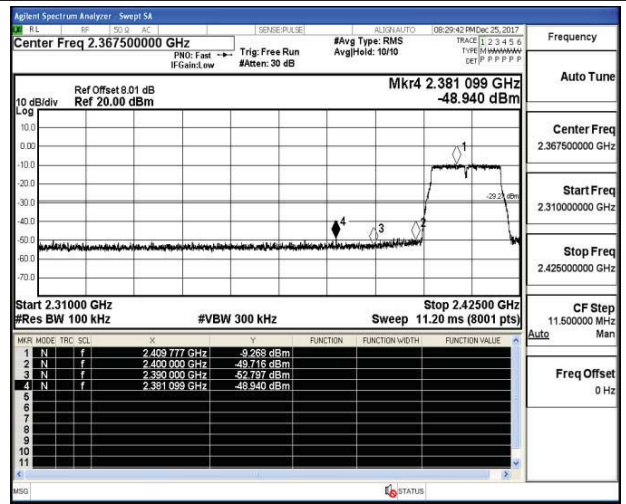 Agilent Spectrum Analyzer - Swept SA
RL RF 50 Ω AC SENSE:PULSE ALIGNAUTO 08:29:42 PM Dec 25, 2017
Center Freq 2.367500000 GHz
PNO: Fast
IFGain:Low
Trig: Free Run
#Atten: 30 dB
#Avg Type: RMS
Avg|Hold: 10/10
TRACE 1 2 3 4 5 6
TYPE M
DET P P P P P P
Ref Offset 8.01 dB
10 dB/div Ref 20.00 dBm
Log
Mkr4 2.381 099 GHz
-48.940 dBm
10.0
0.00
-10.0
-20.0
-30.0
-40.0
-50.0
-60.0
-70.0
1
-29.27 dBm
4
3
2
Start 2.31000 GHz Stop 2.42500 GHz
#Res BW 100 kHz #VBW 300 kHz Sweep 11.20 ms (8001 pts)
MKR MODE TRC SCL X Y FUNCTION FUNCTION WIDTH FUNCTION VALUE
1 N f 2.409 777 GHz -9.268 dBm
2 N f 2.400 000 GHz -49.716 dBm
3 N f 2.390 000 GHz -52.797 dBm
4 N f 2.381 099 GHz -48.940 dBm
5
6
7
8
9
10
11
MSG STATUS
Frequency
Auto Tune
Center Freq
2.367500000 GHz
Start Freq
2.310000000 GHz
Stop Freq
2.425000000 GHz
CF Step
11.500000 MHz
Auto Man
Freq Offset
0 Hz